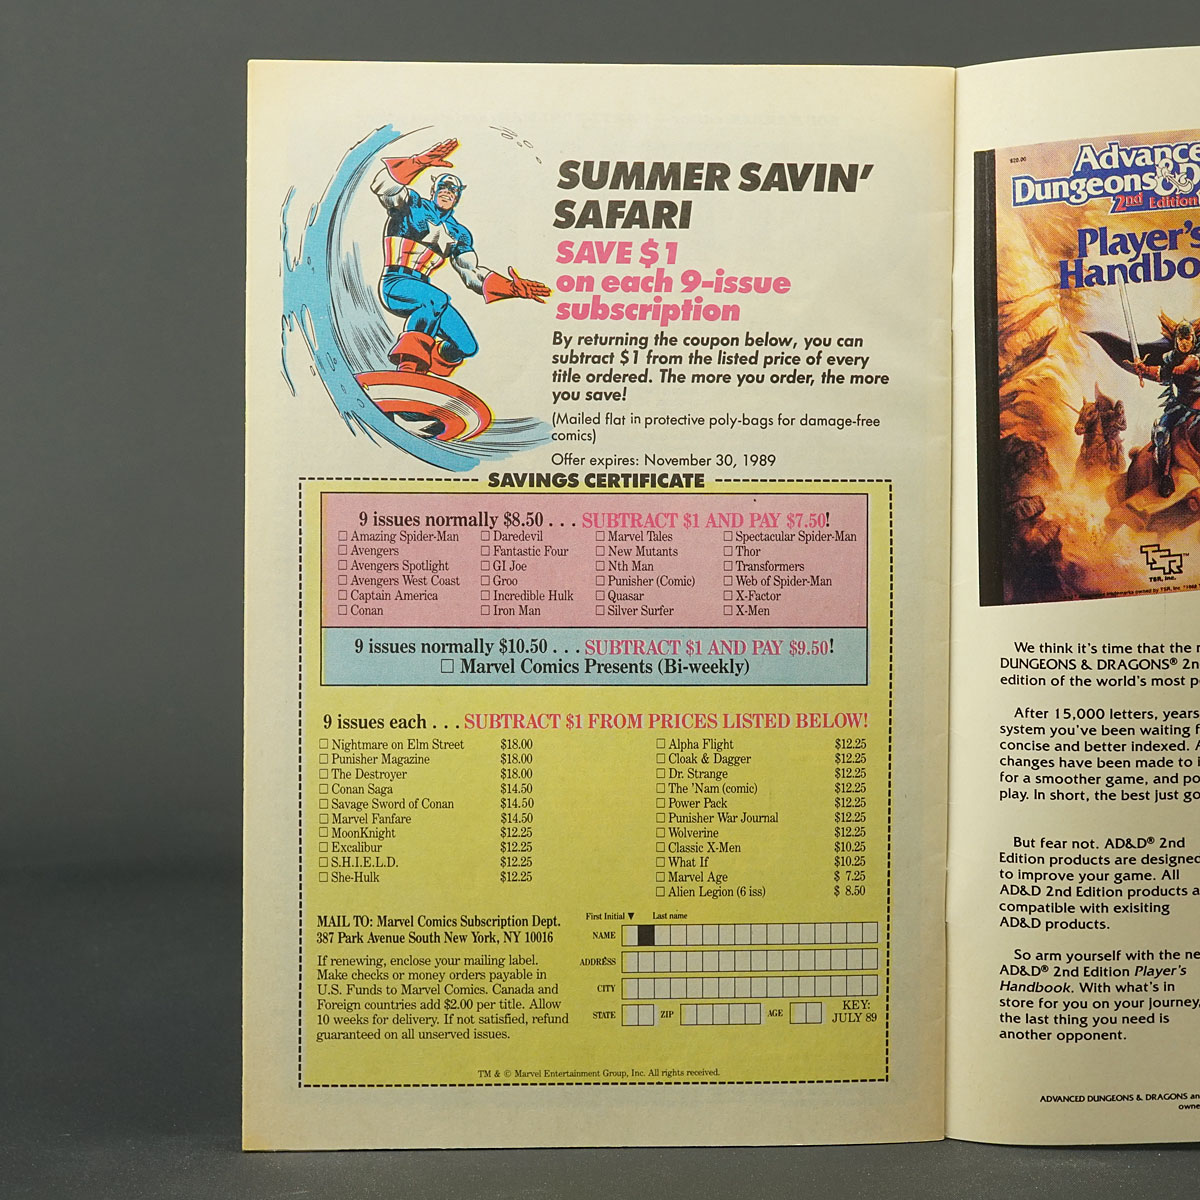 SUMMER SAVIN'
SAFARI
SAVE $1
on each 9-issue
subscription
By returning the coupon below, you can
subtract $1 from the listed price of every
title ordered. The more you order, the more
you save!
(Mailed flat in protective poly-bags for damage-free
comics)
Offer expires: November 30, 1989
SAVINGS CERTIFICATE
9 issues normally $8.50 . . . SUBTRACT $1 AND PAY $7.50!
☐ Amazing Spider-Man
☐ Avengers
☐ Avengers Spotlight
☐ Avengers West Coast
☐ Captain America
☐ Conan
☐ Daredevil
☐ Fantastic Four
☐ GI Joe
☐ Groo
☐ Incredible Hulk
☐ Iron Man
☐ Marvel Tales
☐ New Mutants
☐ Nth Man
☐ Punisher (Comic)
☐ Quasar
☐ Silver Surfer
☐ Spectacular Spider-Man
☐ Thor
☐ Transformers
☐ Web of Spider-Man
☐ X-Factor
☐ X-Men
9 issues normally $10.50 . . . SUBTRACT $1 AND PAY $9.50!
☐ Marvel Comics Presents (Bi-weekly)
9 issues each . . . SUBTRACT $1 FROM PRICES LISTED BELOW!
☐ Nightmare on Elm Street $18.00
☐ Punisher Magazine $18.00
☐ The Destroyer $18.00
☐ Conan Saga $14.50
☐ Savage Sword of Conan $14.50
☐ Marvel Fanfare $14.50
☐ MoonKnight $12.25
☐ Excalibur $12.25
☐ S.H.I.E.L.D. $12.25
☐ She-Hulk $12.25
☐ Alpha Flight $12.25
☐ Cloak & Dagger $12.25
☐ Dr. Strange $12.25
☐ The 'Nam (comic) $12.25
☐ Power Pack $12.25
☐ Punisher War Journal $12.25
☐ Wolverine $12.25
☐ Classic X-Men $10.25
☐ What If $10.25
☐ Marvel Age $ 7.25
☐ Alien Legion (6 iss) $ 8.50
MAIL TO: Marvel Comics Subscription Dept.
387 Park Avenue South New York, NY 10016
If renewing, enclose your mailing label.
Make checks or money orders payable in
U.S. Funds to Marvel Comics. Canada and
Foreign countries add $2.00 per title. Allow
10 weeks for delivery. If not satisfied, refund
guaranteed on all unserved issues.
First Initial ▼ Last name
NAME
ADDRESS
CITY
STATE ZIP AGE KEY:
JULY 89
TM & © Marvel Entertainment Group, Inc. All rights received.
$20.00
Advance
Dungeons & D
2nd Edition
Player's
Handbo
TSR
TSR, Inc.
We think it's time that the
DUNGEONS & DRAGONS® 2n
edition of the world's most p
After 15,000 letters, years
system you've been waiting f
concise and better indexed. A
changes have been made to i
for a smoother game, and po
play. In short, the best just go
But fear not. AD&D® 2nd
Edition products are designed
to improve your game. All
AD&D 2nd Edition products a
compatible with exisiting
AD&D products.
So arm yourself with the ne
AD&D® 2nd Edition Player's
Handbook. With what's in
store for you on your journey,
the last thing you need is
another opponent.
ADVANCED DUNGEONS & DRAGONS an
owne